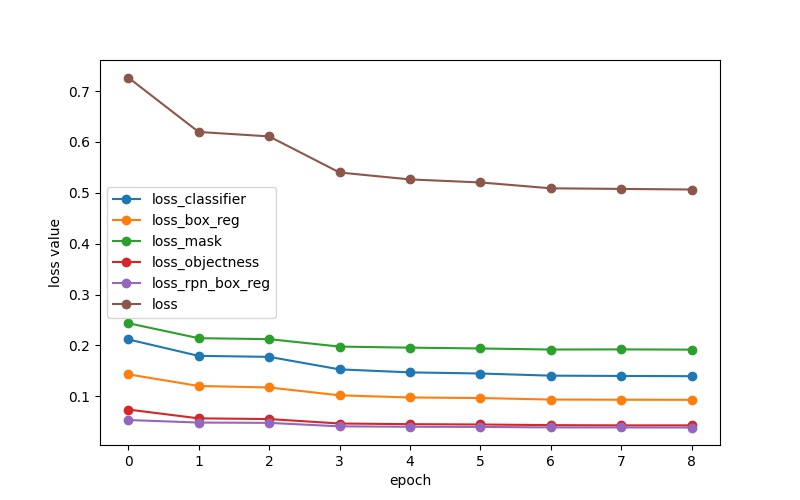 0.7
0.6
0.5
0.4
0.3
0.2
0.1
loss value
loss_classifier
loss_box_reg
loss_mask
loss_objectness
loss_rpn_box_reg
loss
0 1 2 3 4 5 6 7 8
epoch